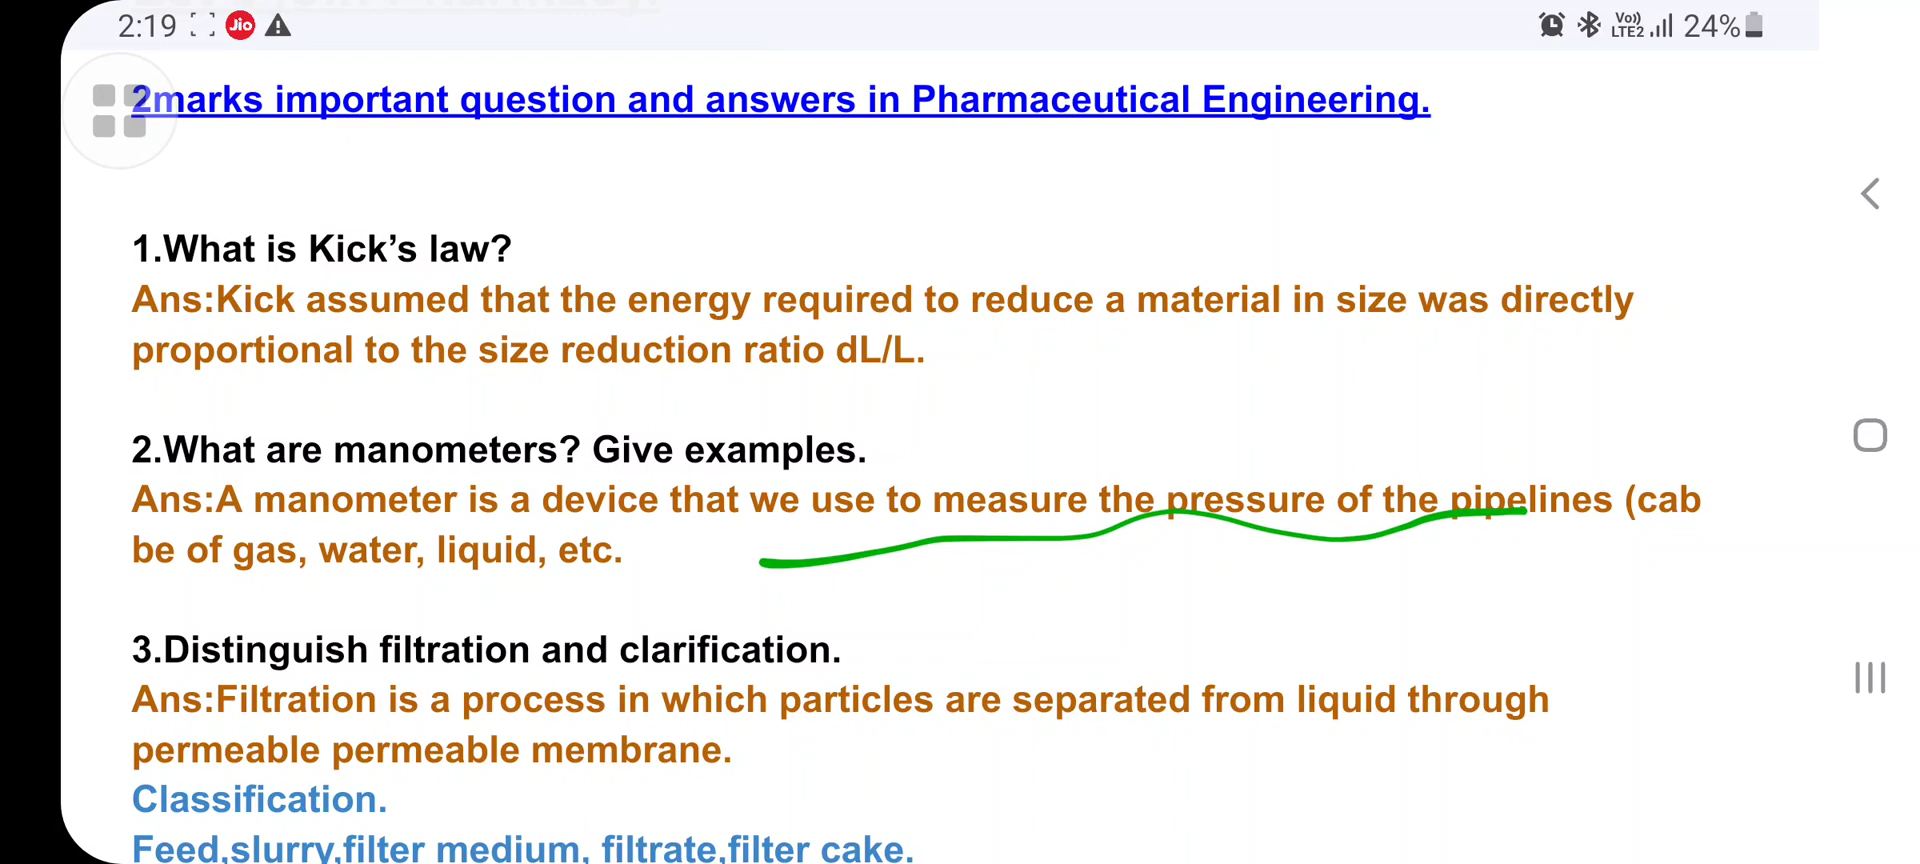 2:19 Jio Vo)) LTE2 24%
2marks important question and answers in Pharmaceutical Engineering.
1.What is Kick’s law?
Ans:Kick assumed that the energy required to reduce a material in size was directly
proportional to the size reduction ratio dL/L.
2.What are manometers? Give examples.
Ans:A manometer is a device that we use to measure the pressure of the pipelines (cab
be of gas, water, liquid, etc.
3.Distinguish filtration and clarification.
Ans:Filtration is a process in which particles are separated from liquid through
permeable permeable membrane.
Classification.
Feed,slurry,filter medium, filtrate,filter cake.